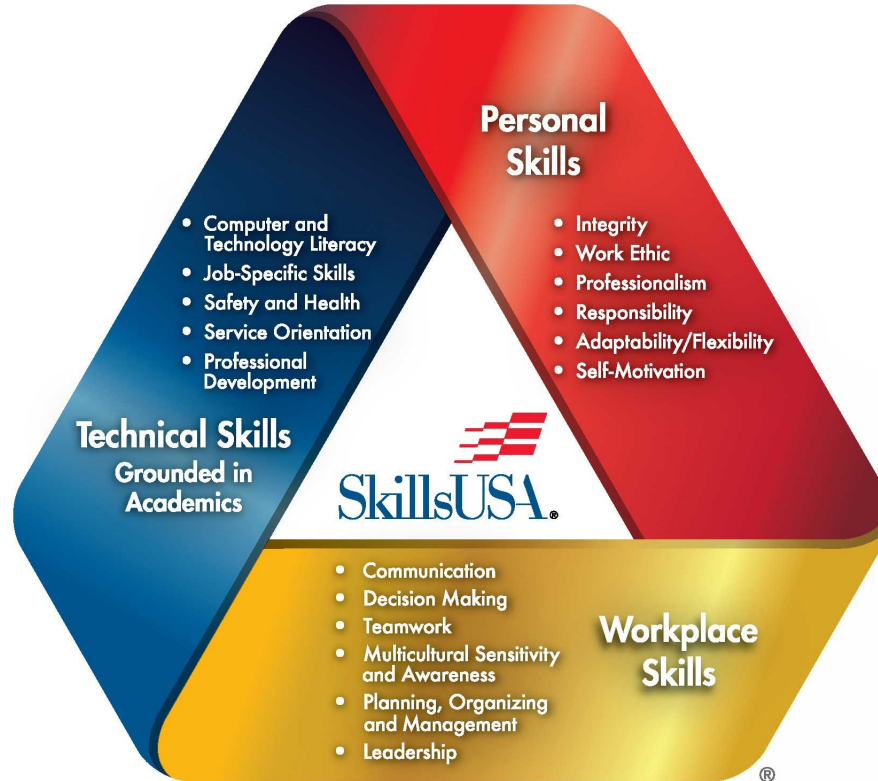 Personal
Skills
• Integrity
• Work Ethic
• Professionalism
• Responsibility
• Adaptability/Flexibility
• Self-Motivation
• Computer and
Technology Literacy
• Job-Specific Skills
• Safety and Health
• Service Orientation
• Professional
Development
Technical Skills
Grounded in
Academics
SkillsUSA®
• Communication
• Decision Making
• Teamwork
• Multicultural Sensitivity
and Awareness
• Planning, Organizing
and Management
• Leadership
Workplace
Skills
®